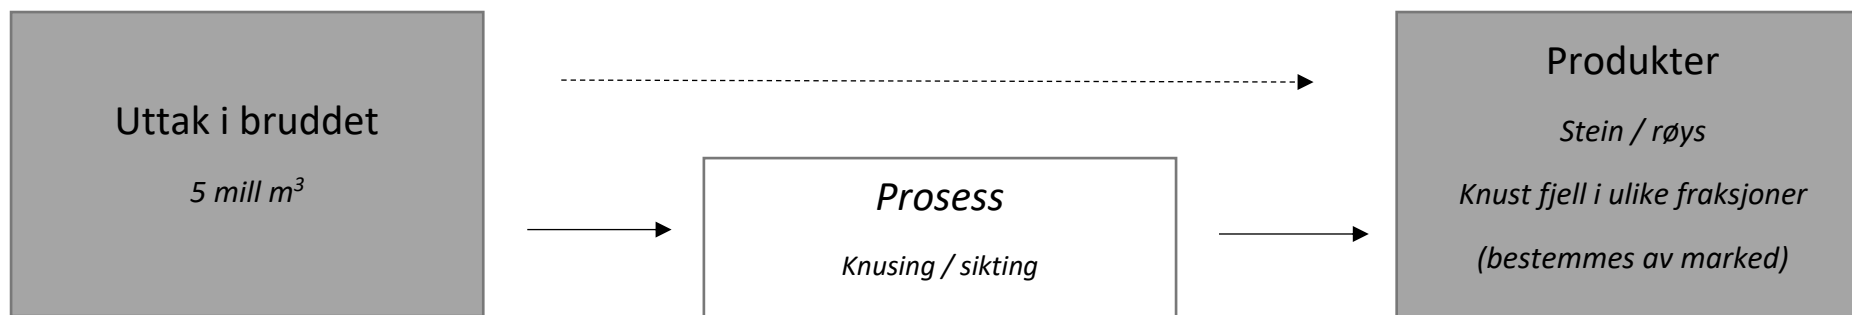 Uttak i bruddet
5 mill m³
Prosess
Knusing / sikting
Produkter
Stein / røys
Knust fjell i ulike fraksjoner
(bestemmes av marked)